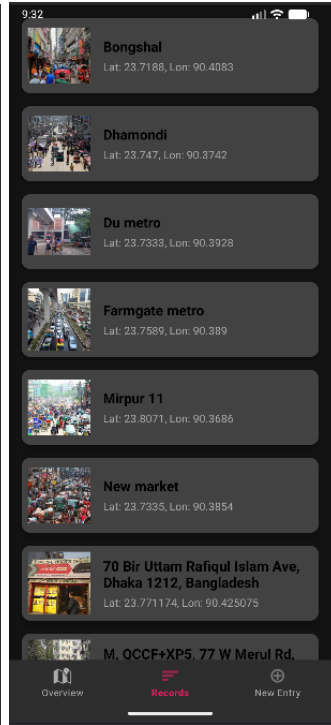 9:32
Bongshal
Lat: 23.7188, Lon: 90.4083
Dhamondi
Lat: 23.747, Lon: 90.3742
Du metro
Lat: 23.7333, Lon: 90.3928
Farmgate metro
Lat: 23.7589, Lon: 90.389
Mirpur 11
Lat: 23.8071, Lon: 90.3686
New market
Lat: 23.7335, Lon: 90.3854
70 Bir Uttam Rafiqul Islam Ave,
Dhaka 1212, Bangladesh
Lat: 23.771174, Lon: 90.425075
M, QCCF+XP5, 77 W Merul Rd,
Overview
Records
New Entry